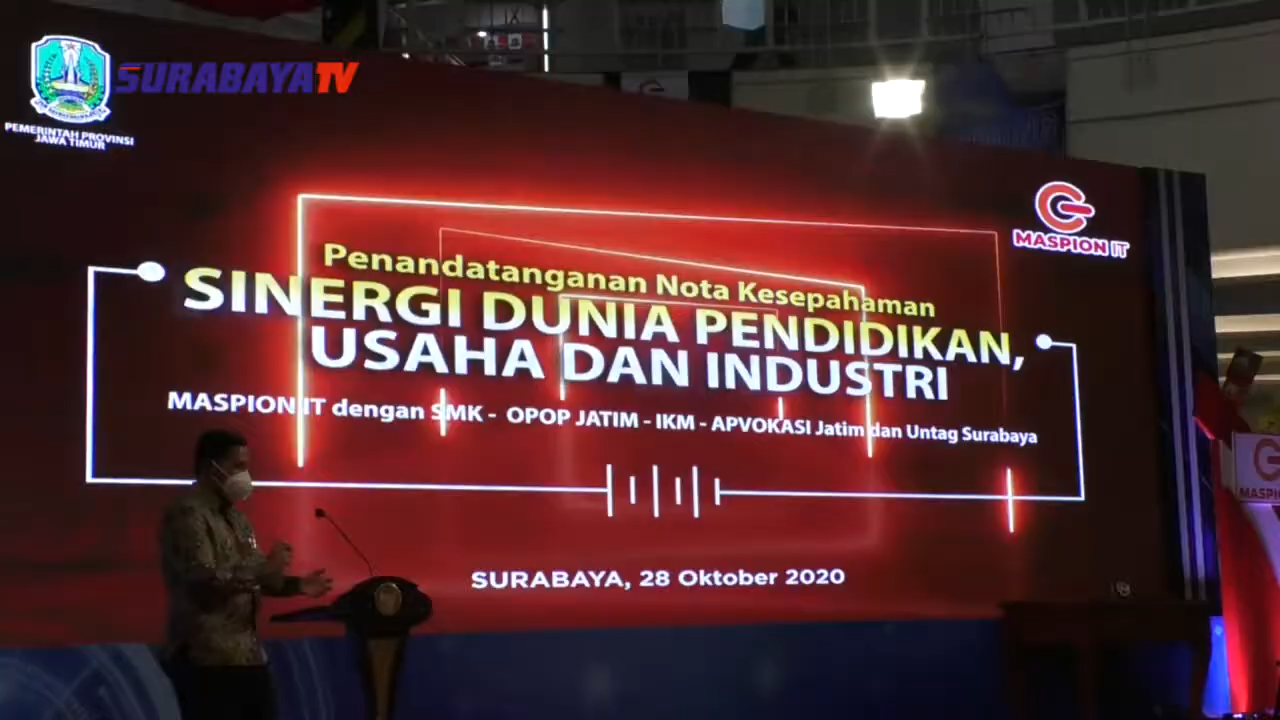 SURABAYATV
PEMERINTAH PROVINSI
JAWA TIMUR
MASPION IT
Penandatanganan Nota Kesepahaman
SINERGI DUNIA PENDIDIKAN,
USAHA DAN INDUSTRI
MASPION IT dengan SMK - OPOP JATIM - IKM - APVOKASI Jatim dan Untag Surabaya
SURABAYA, 28 Oktober 2020